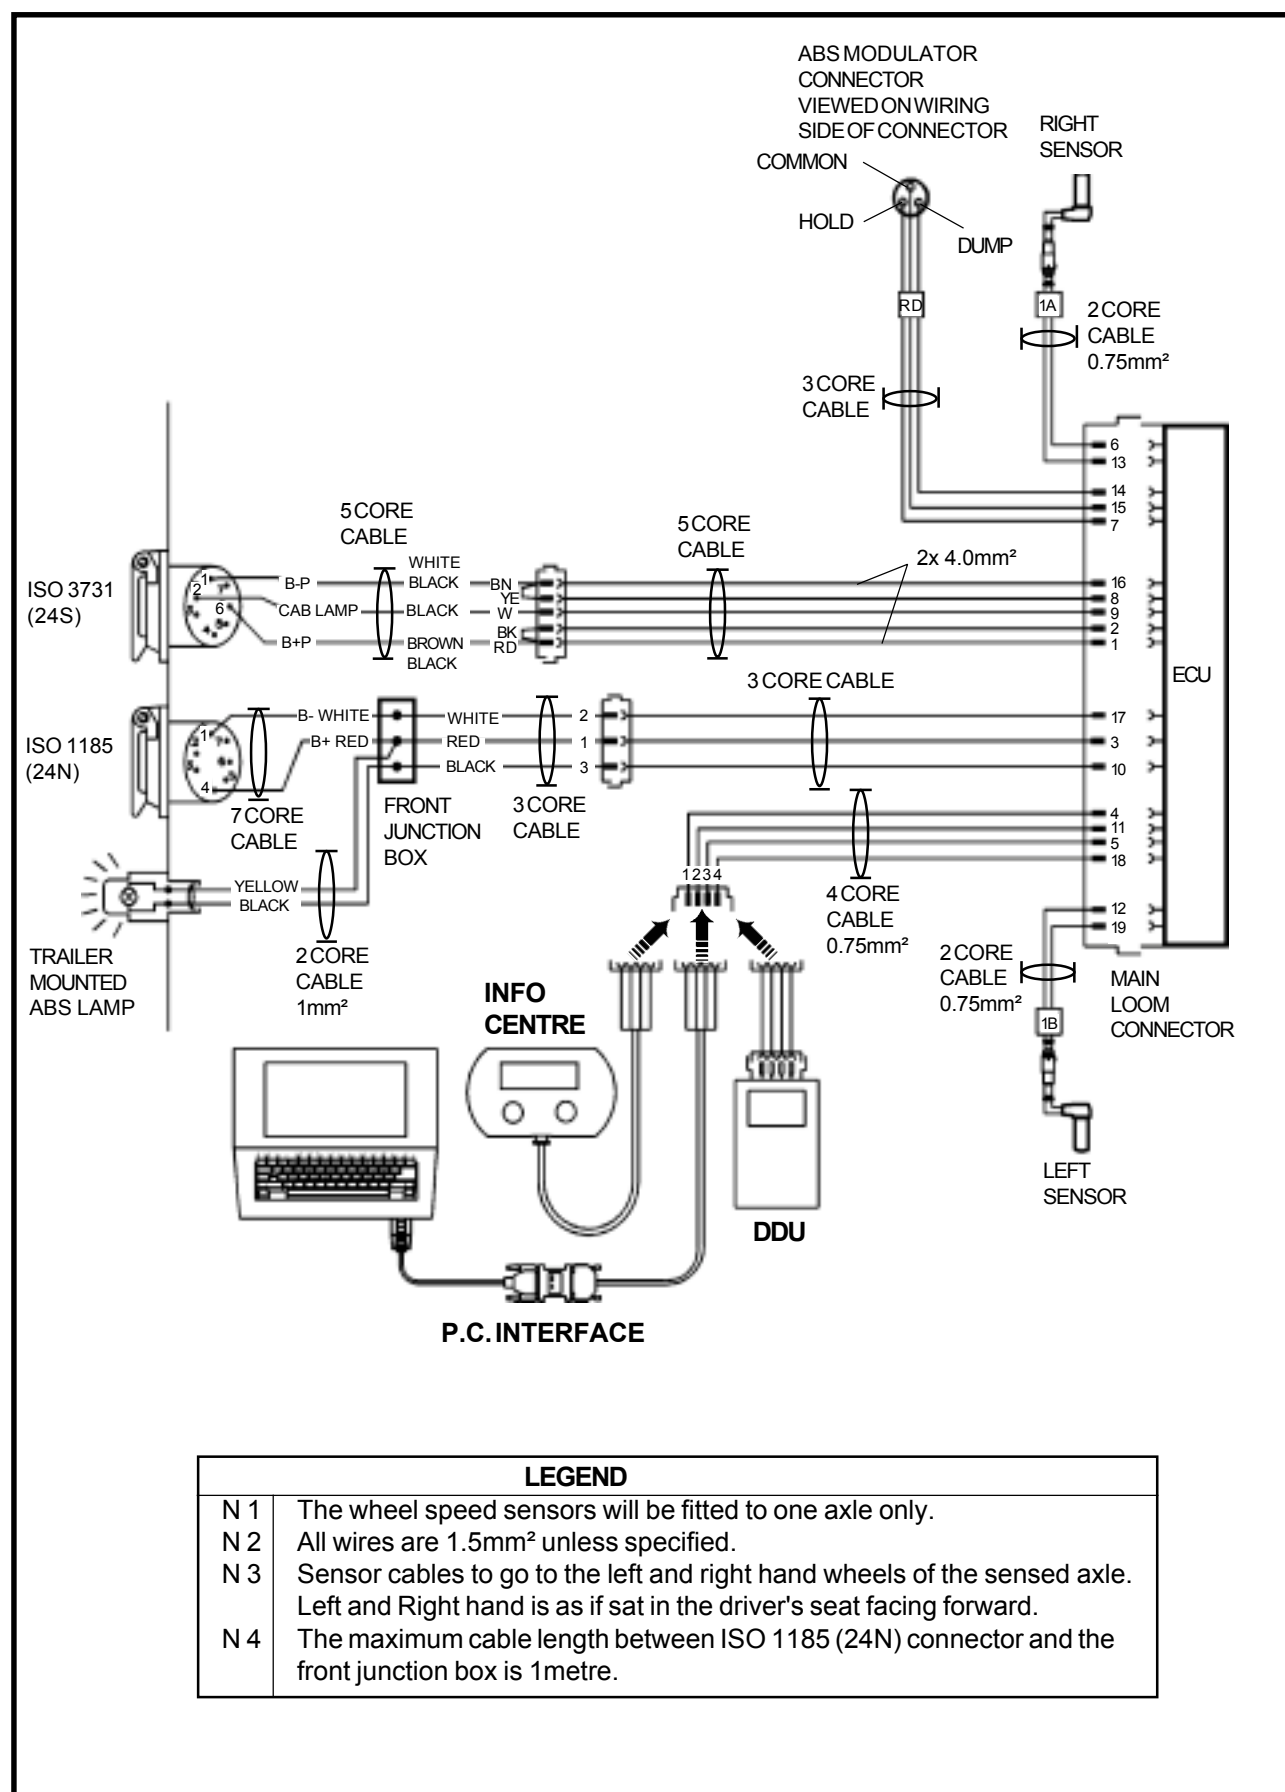 ABS MODULATOR
CONNECTOR
VIEWED ON WIRING
SIDE OF CONNECTOR
COMMON
HOLD
DUMP
RIGHT
SENSOR
RD
1A
2 CORE
CABLE
0.75mm²
3 CORE
CABLE
6
13
14
15
7
5 CORE
CABLE
5 CORE
CABLE
2x 4.0mm²
ISO 3731
(24S)
1
2
6
B-P
WHITE
BLACK
BN
YE
16
8
CAB LAMP
BLACK
W
9
B+P
BROWN
BLACK
BK
RD
2
1
ECU
3 CORE CABLE
ISO 1185
(24N)
1
4
B- WHITE
WHITE
2
17
B+ RED
RED
1
3
BLACK
3
10
7 CORE
CABLE
FRONT
JUNCTION
BOX
3 CORE
CABLE
4
11
5
18
1 2 3 4
4 CORE
CABLE
0.75mm²
YELLOW
BLACK
12
19
TRAILER
MOUNTED
ABS LAMP
2 CORE
CABLE
1mm²
2 CORE
CABLE
0.75mm²
1B
MAIN
LOOM
CONNECTOR
INFO
CENTRE
LEFT
SENSOR
DDU
P.C. INTERFACE
LEGEND
N 1 The wheel speed sensors will be fitted to one axle only.
N 2 All wires are 1.5mm² unless specified.
N 3 Sensor cables to go to the left and right hand wheels of the sensed axle.
Left and Right hand is as if sat in the driver's seat facing forward.
N 4 The maximum cable length between ISO 1185 (24N) connector and the
front junction box is 1metre.